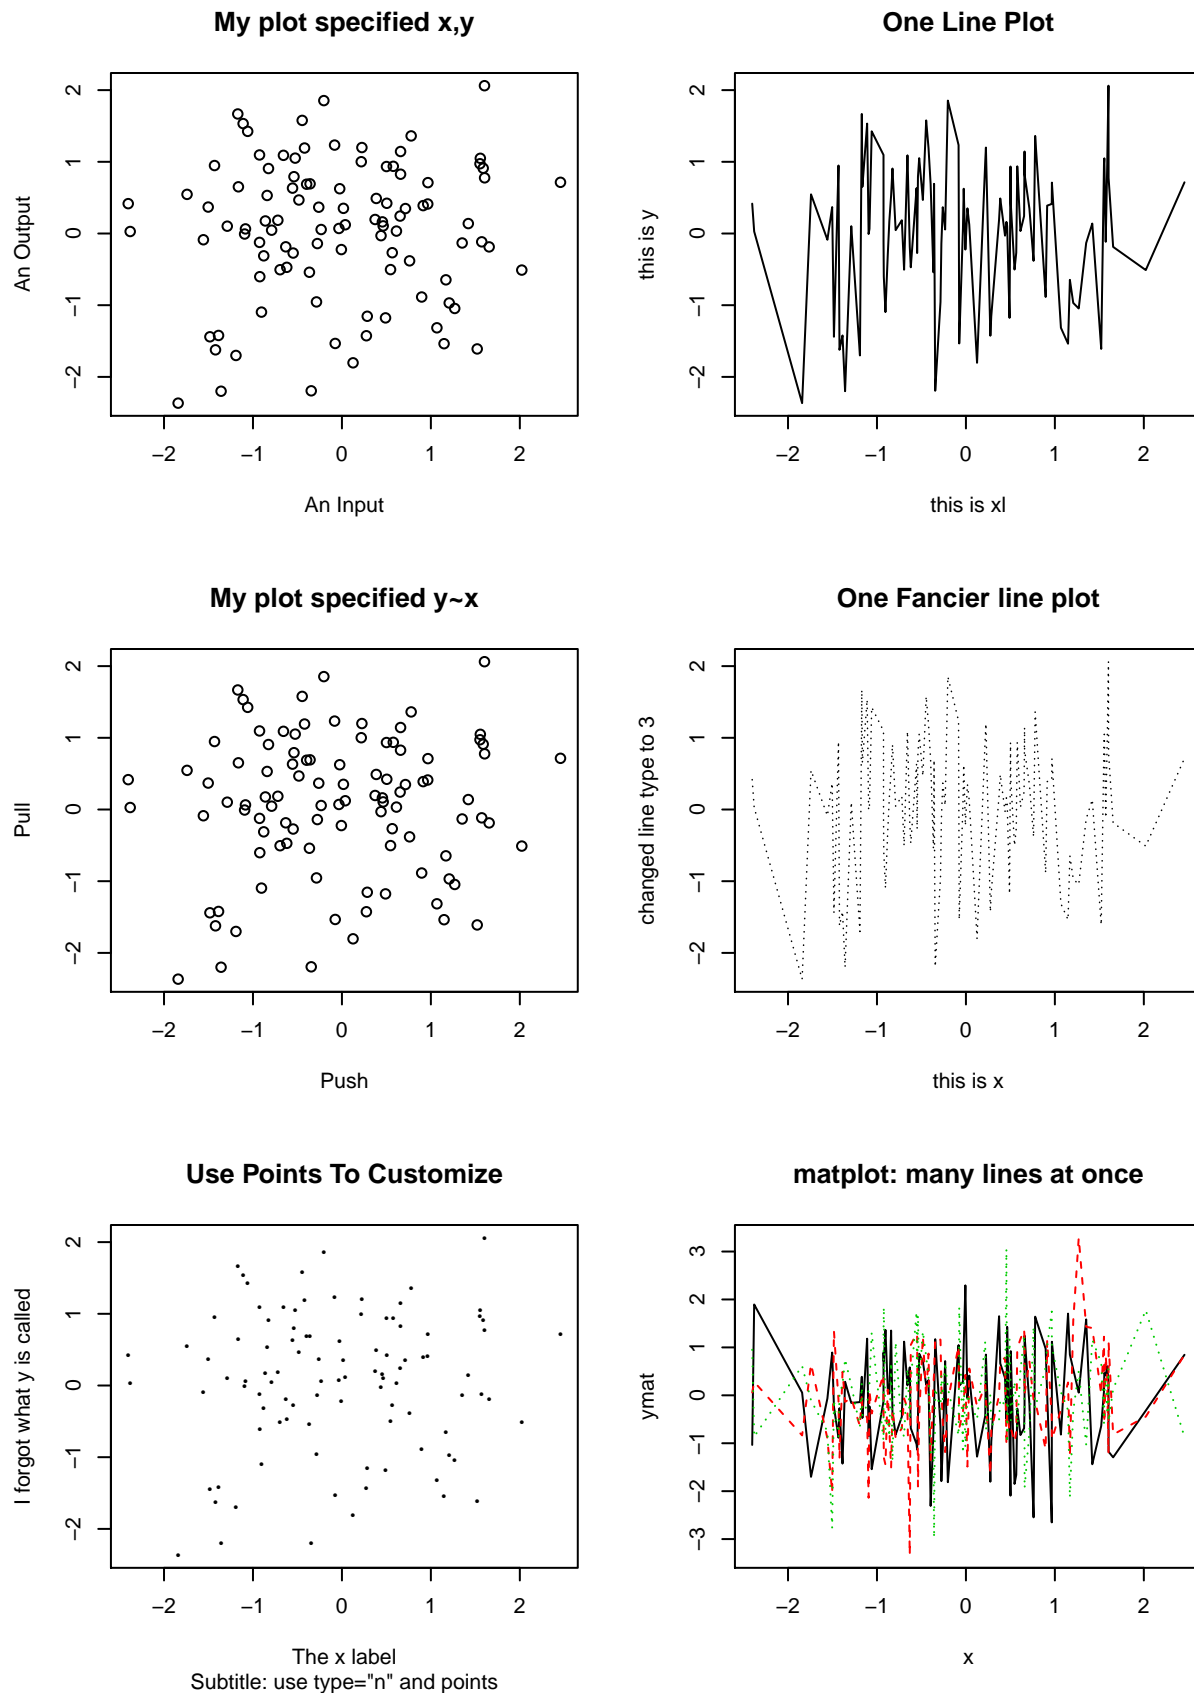 My plot specified x,y
An Output
2
1
0
−1
−2
−2 −1 0 1 2
An Input
One Line Plot
this is y
2
1
0
−1
−2
−2 −1 0 1 2
this is xl
My plot specified y~x
Pull
2
1
0
−1
−2
−2 −1 0 1 2
Push
One Fancier line plot
changed line type to 3
2
1
0
−1
−2
−2 −1 0 1 2
this is x
Use Points To Customize
I forgot what y is called
2
1
0
−1
−2
−2 −1 0 1 2
The x label
Subtitle: use type="n" and points
matplot: many lines at once
ymat
3
2
1
0
−1
−2
−3
−2 −1 0 1 2
x